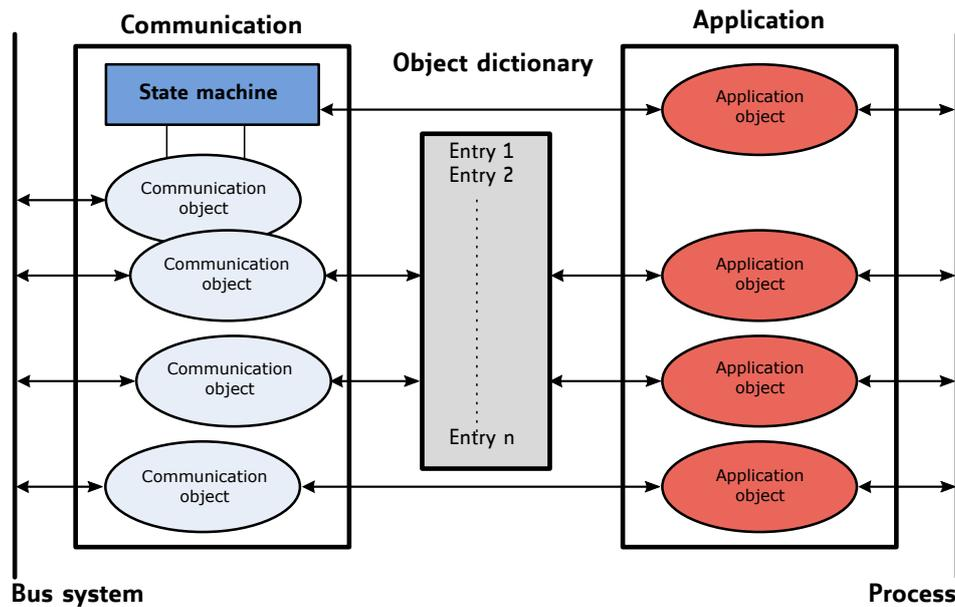 Communication
Application
Object dictionary
State machine
Application
object
Entry 1
Entry 2
Communication
object
Communication
object
Application
object
Communication
object
Application
object
Entry n
Communication
object
Application
object
Bus system
Process